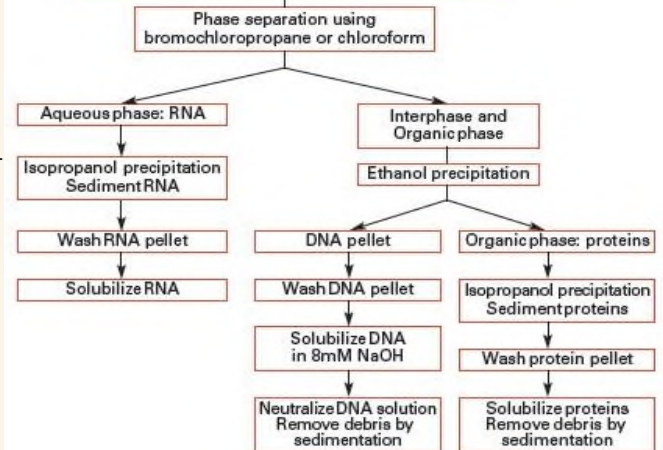 Phase separation using
bromochloropropane or chloroform
Aqueous phase: RNA
Interphase and
Organic phase
Isopropanol precipitation
Sediment RNA
Ethanol precipitation
Wash RNA pellet
DNA pellet
Organic phase: proteins
Solubilize RNA
Wash DNA pellet
Isopropanol precipitation
Sediment proteins
Solubilize DNA
in 8mM NaOH
Wash protein pellet
Neutralize DNA solution
Remove debris by
sedimentation
Solubilize proteins
Remove debris by
sedimentation